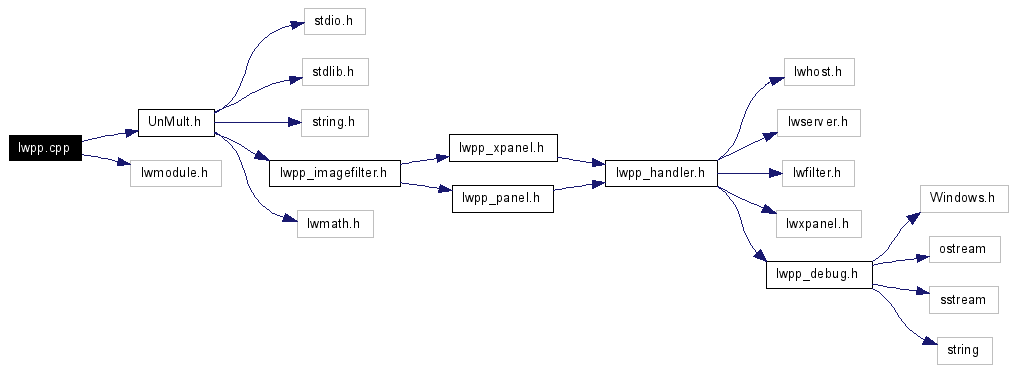 stdio.h
stdlib.h
lwhost.h
UnMult.h
string.h
lwserver.h
lwpp.cpp
lwpp_xpanel.h
lwmodule.h
lwpp_imagefilter.h
lwpp_handler.h
lwfilter.h
lwpp_panel.h
Windows.h
lwmath.h
lwxpanel.h
ostream
lwpp_debug.h
sstream
string